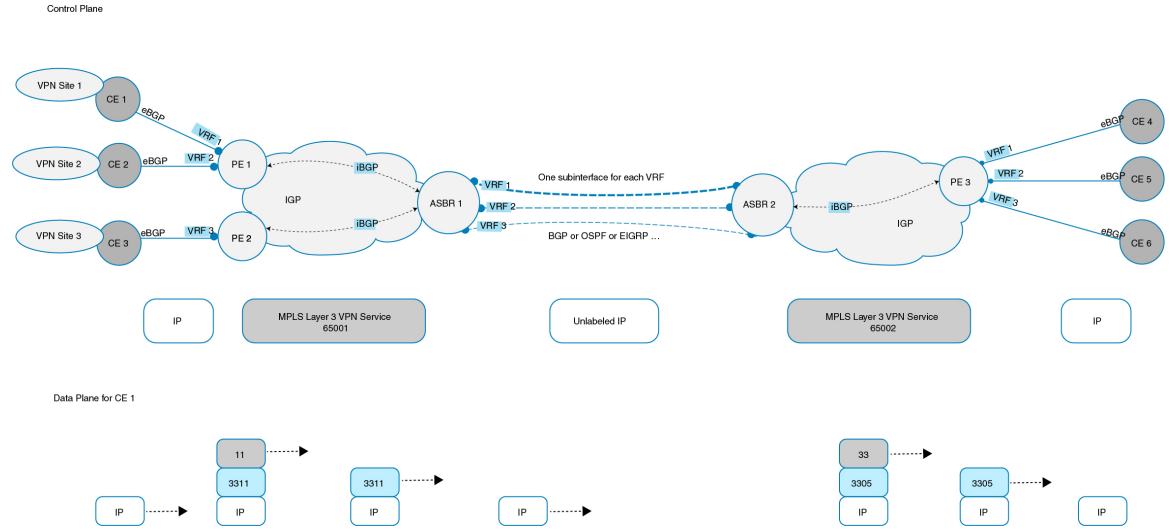 Control Plane
VPN Site 1
CE 1
eBGP
VRF 1
VPN Site 2
CE 2
eBGP
VRF 2
PE 1
iBGP
IGP
VPN Site 3
CE 3
eBGP
VRF 3
PE 2
iBGP
ASBR 1
VRF 1
One subinterface for each VRF
VRF 2
VRF 3
BGP or OSPF or EIGRP ...
ASBR 2
iBGP
IGP
PE 3
VRF 1
eBGP
CE 4
VRF 2
eBGP
CE 5
VRF 3
eBGP
CE 6
IP
MPLS Layer 3 VPN Service
65001
Unlabeled IP
MPLS Layer 3 VPN Service
65002
IP
Data Plane for CE 1
IP
11
3311
IP
3311
IP
IP
33
3305
IP
3305
IP
IP